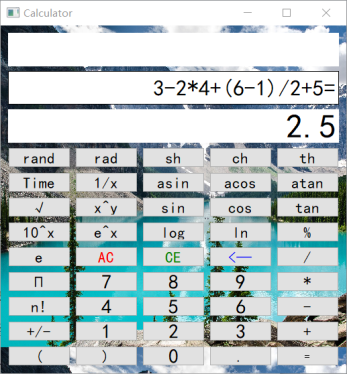 Calculator
3-2*4+(6-1)/2+5=
2.5
rand rad sh ch th
Time 1/x asin acos atan
√ x^y sin cos tan
10^x e^x log ln %
e AC CE <— /
Π 7 8 9 *
n! 4 5 6 -
+/- 1 2 3 +
( ) 0 . =